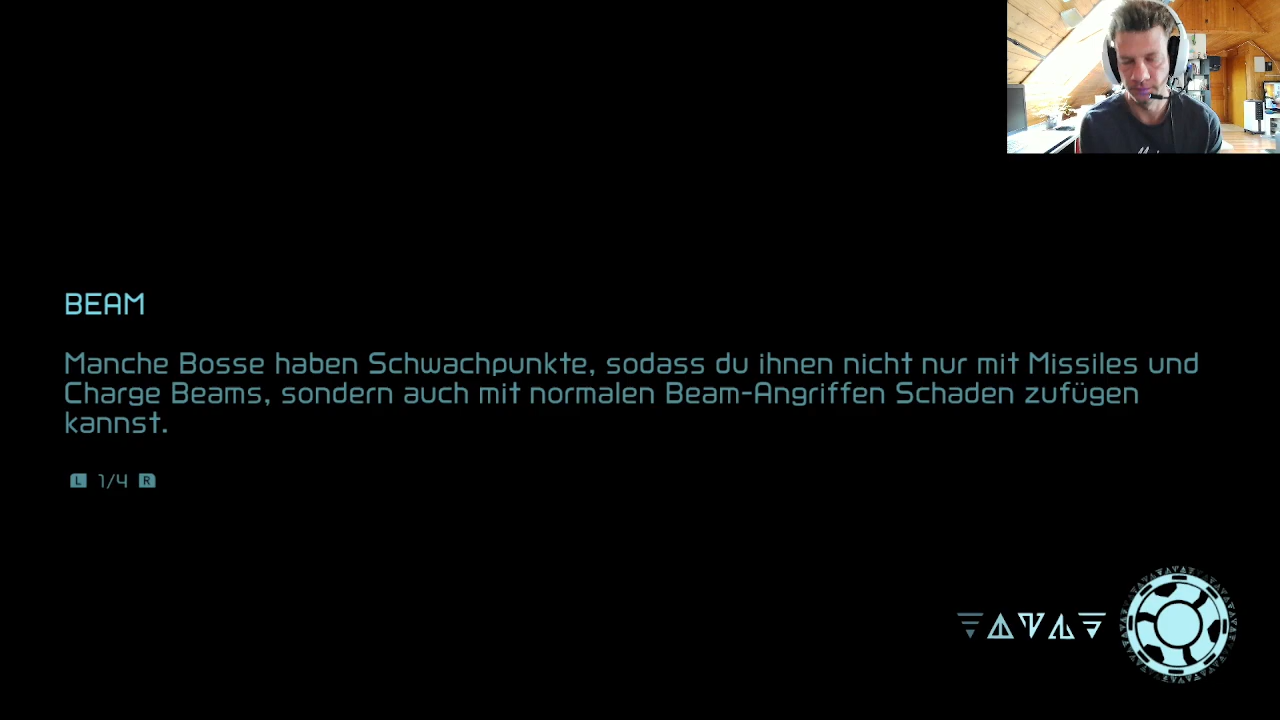 BEAM
Manche Bosse haben Schwachpunkte, sodass du ihnen nicht nur mit Missiles und
Charge Beams, sondern auch mit normalen Beam-Angriffen Schaden zufügen
kannst.
L 1/4 R